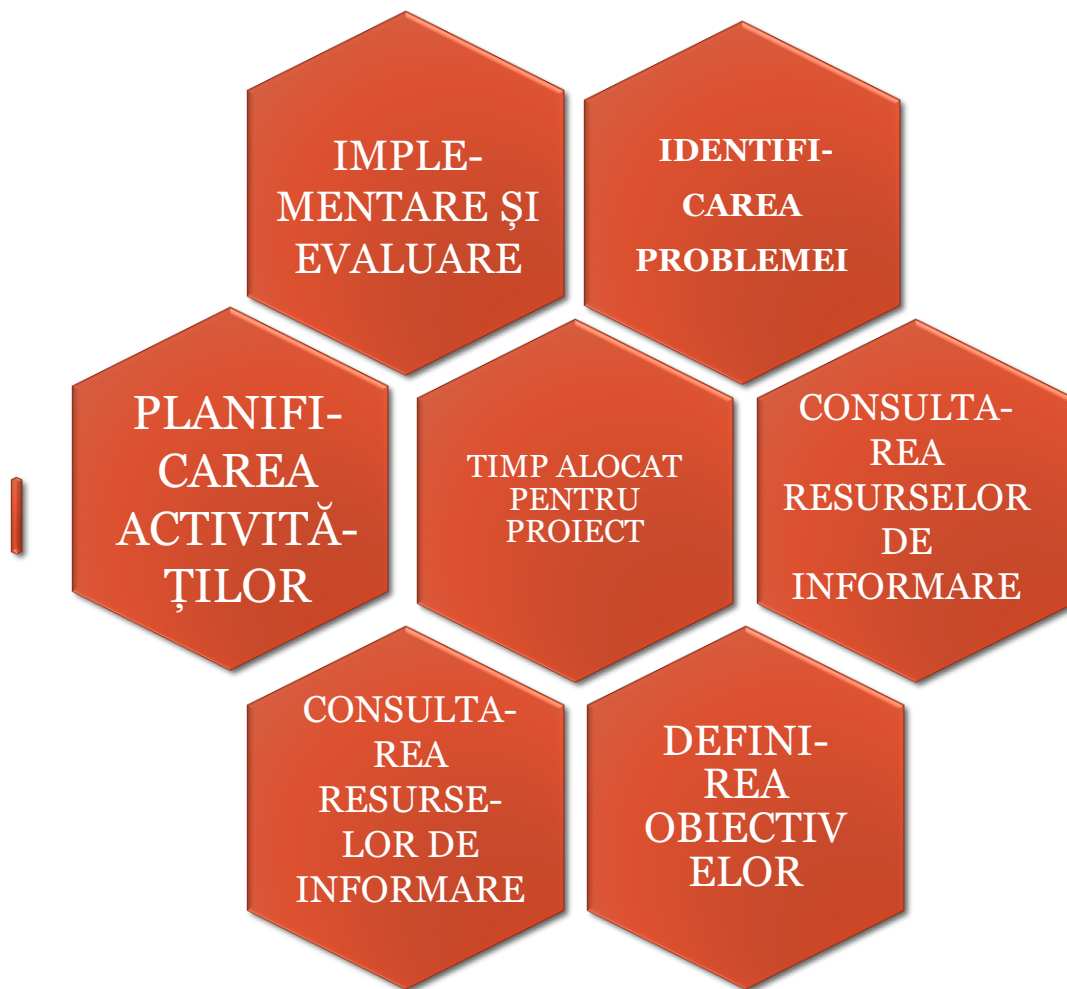 IMPLE-
MENTARE ȘI
EVALUARE
IDENTIFI-
CAREA
PROBLEMEI
PLANIFI-
CAREA
ACTIVITĂ-
ȚILOR
TIMP ALOCAT
PENTRU
PROIECT
CONSULTA-
REA
RESURSELOR
DE
INFORMARE
CONSULTA-
REA
RESURSE-
LOR DE
INFORMARE
DEFINI-
REA
OBIECTIV
ELOR